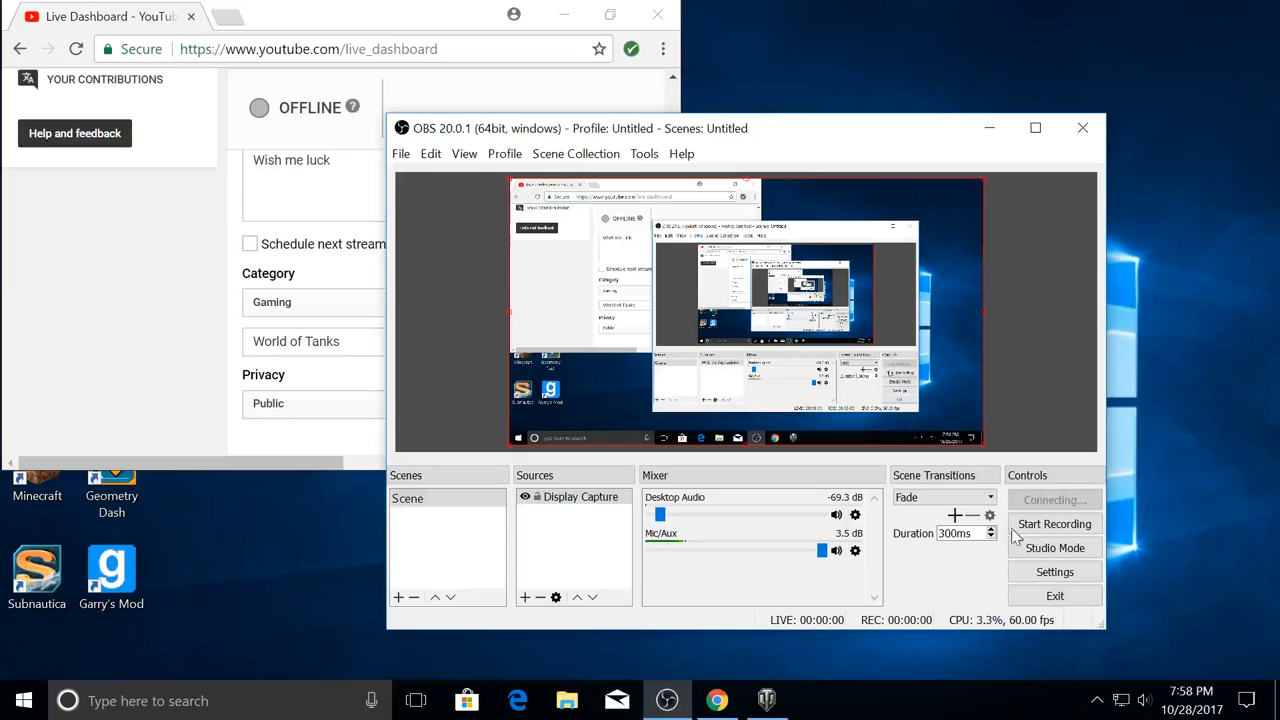 Live Dashboard - YouTub
Secure
https://www.youtube.com/live_dashboard
YOUR CONTRIBUTIONS
Help and feedback
OFFLINE
Wish me luck
Schedule next stream
Category
Gaming
World of Tanks
Privacy
Public
OBS 20.0.1 (64bit, windows) - Profile: Untitled - Scenes: Untitled
File Edit View Profile Scene Collection Tools Help
Scenes
Scene
Sources
Display Capture
Mixer
Desktop Audio -69.3 dB
Mic/Aux 3.5 dB
Scene Transitions
Fade
Duration 300ms
Controls
Connecting...
Start Recording
Studio Mode
Settings
Exit
LIVE: 00:00:00 REC: 00:00:00 CPU: 3.3%, 60.00 fps
Minecraft
Geometry
Dash
Subnautica
Garry's Mod
Type here to search
7:58 PM
10/28/2017